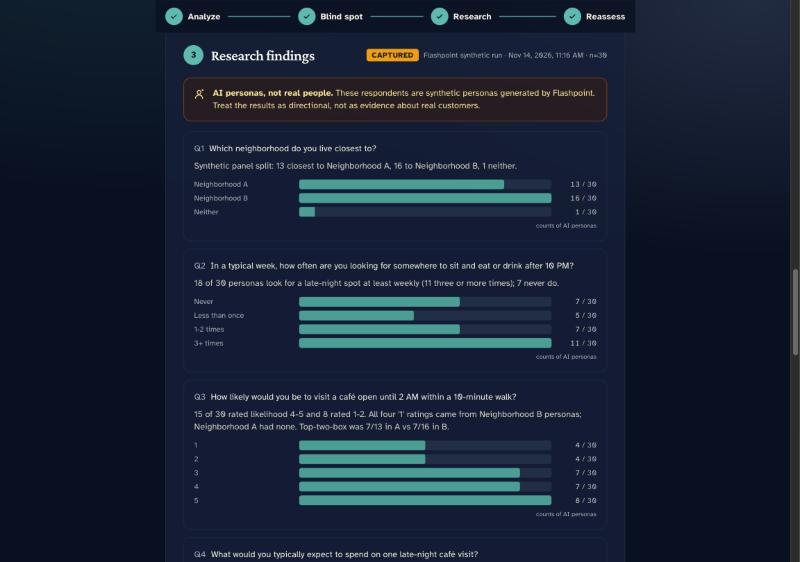 Analyze Blind spot Research Reassess
3 Research findings CAPTURED Flashpoint synthetic run · Nov 14, 2026, 11:16 AM · n=30
AI personas, not real people. These respondents are synthetic personas generated by Flashpoint.
Treat the results as directional, not as evidence about real customers.
Q1 Which neighborhood do you live closest to?
Synthetic panel split: 13 closest to Neighborhood A, 16 to Neighborhood B, 1 neither.
Neighborhood A 13 / 30
Neighborhood B 16 / 30
Neither 1 / 30
counts of AI personas
Q2 In a typical week, how often are you looking for somewhere to sit and eat or drink after 10 PM?
18 of 30 personas look for a late-night spot at least weekly (11 three or more times); 7 never do.
Never 7 / 30
Less than once 5 / 30
1-2 times 7 / 30
3+ times 11 / 30
counts of AI personas
Q3 How likely would you be to visit a café open until 2 AM within a 10-minute walk?
15 of 30 rated likelihood 4-5 and 8 rated 1-2. All four '1' ratings came from Neighborhood B personas;
Neighborhood A had none. Top-two-box was 7/13 in A vs 7/16 in B.
1 4 / 30
2 4 / 30
3 7 / 30
4 7 / 30
5 8 / 30
counts of AI personas
Q4 What would you typically expect to spend on one late-night café visit?